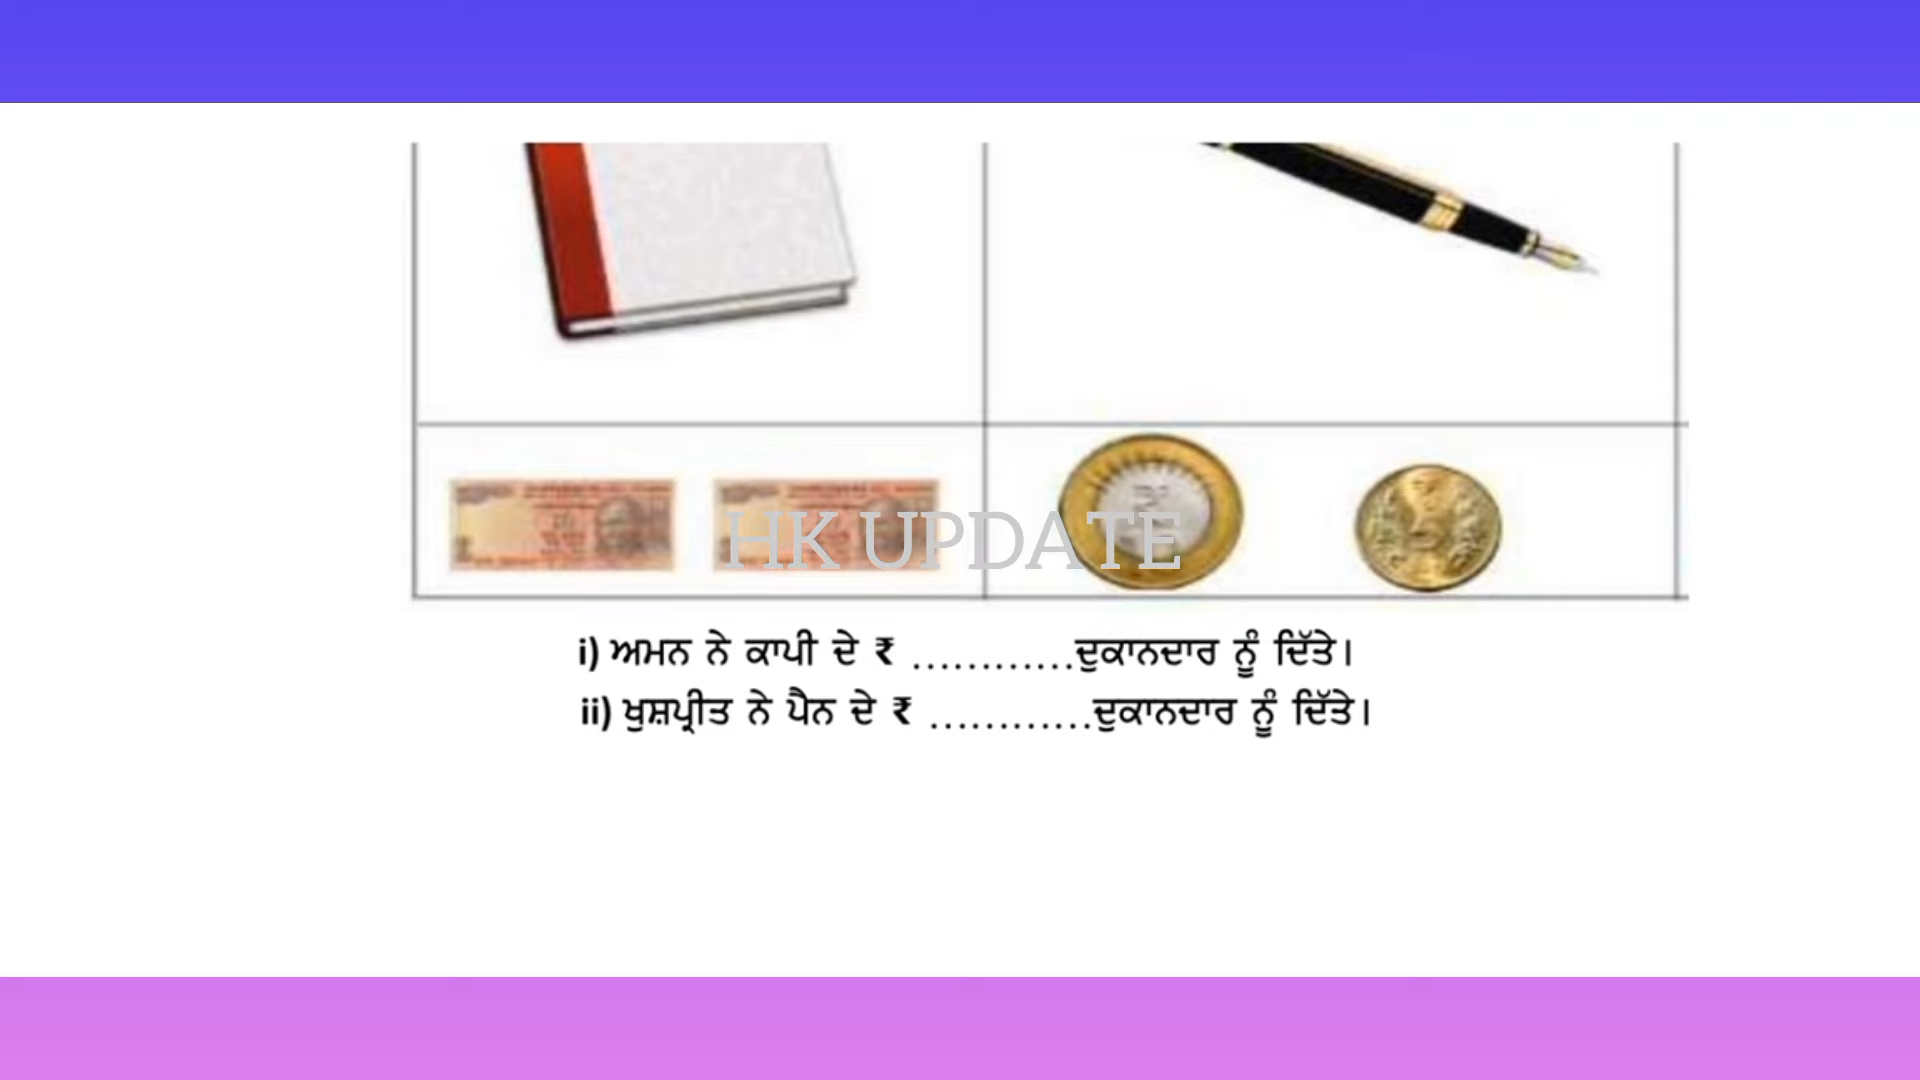 HK UPDATE
i) ਅਮਨ ਨੇ ਕਾਪੀ ਦੇ ₹ ............ਦੁਕਾਨਦਾਰ ਨੂੰ ਦਿੱਤੇ।
ii) ਖੁਸ਼ਪ੍ਰੀਤ ਨੇ ਪੈਨ ਦੇ ₹ ............ਦੁਕਾਨਦਾਰ ਨੂੰ ਦਿੱਤੇ।